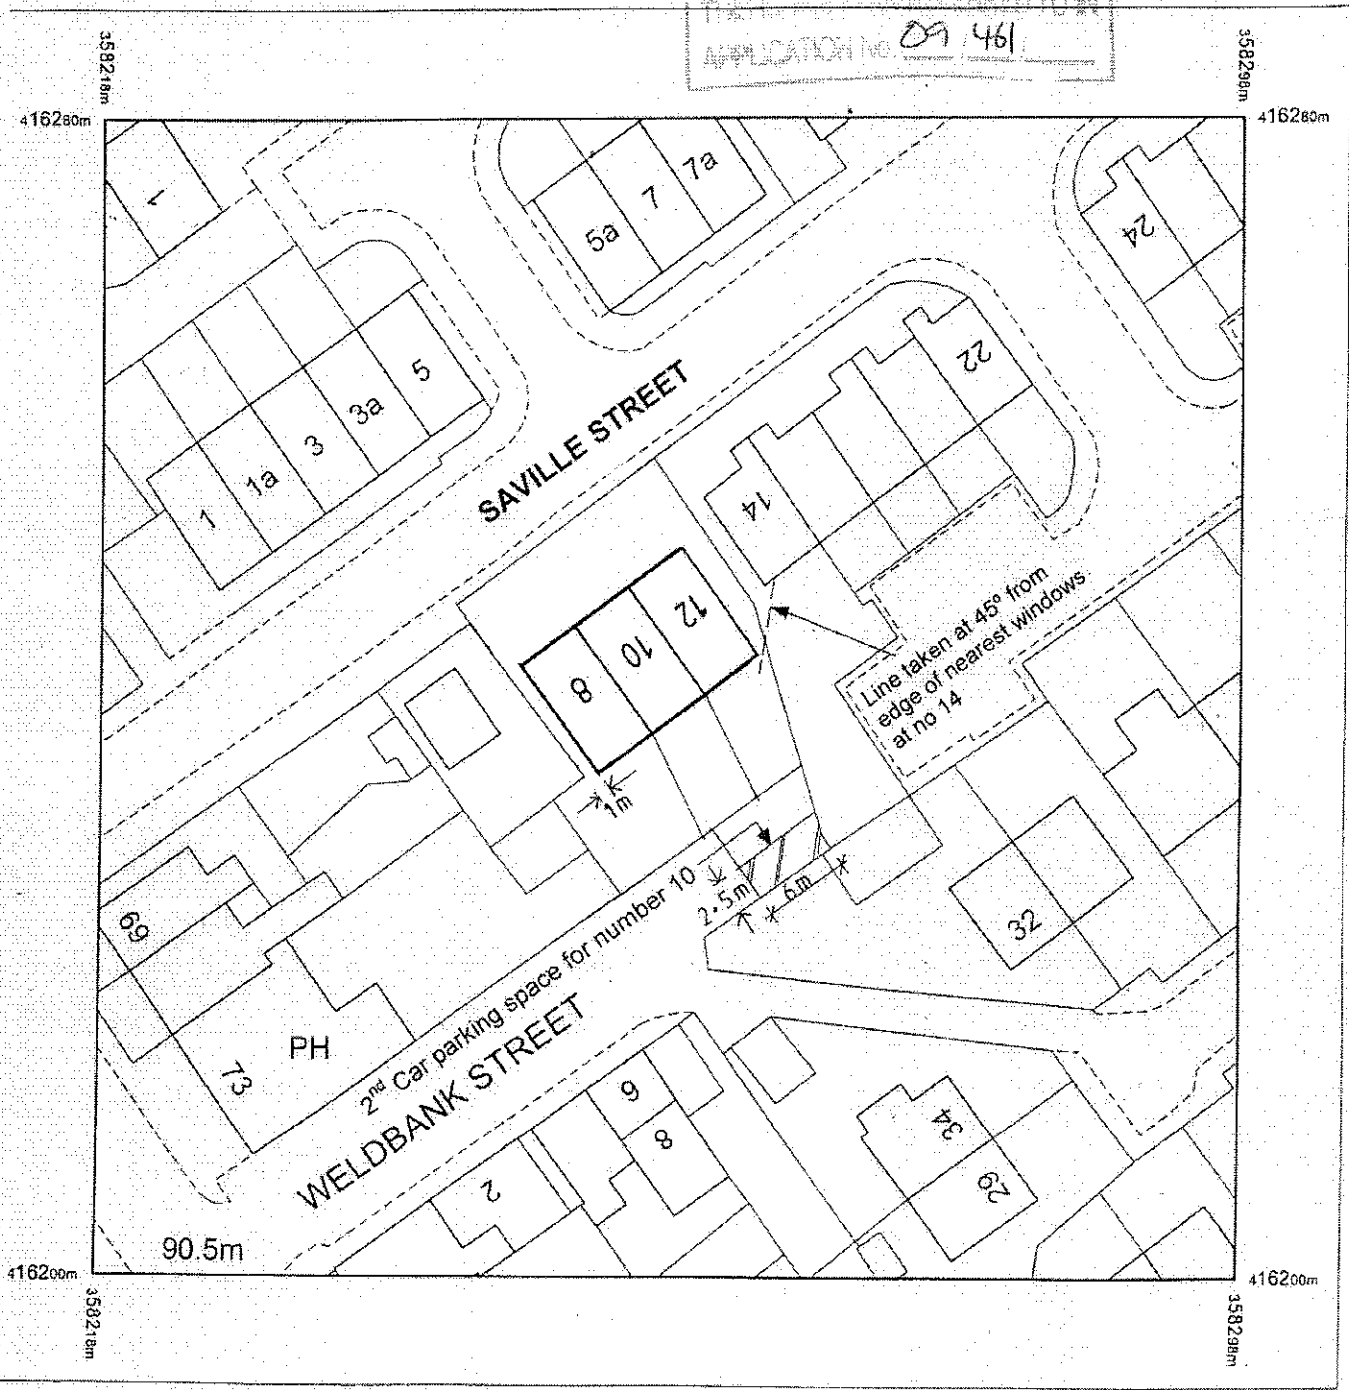 09 461
APPLICATION No.
358218m
358298m
416280m
416280m
1
5a
7
7a
24
5
3a
3
1a
1
22
14
SAVILLE STREET
12
10
8
Line taken at 45° from
edge of nearest windows
at no 14
1m
2.5m
6m
32
69
73
PH
2nd Car parking space for number 10
WELDBANK STREET
6
8
2
34
29
90.5m
416200m
416200m
358218m
358298m